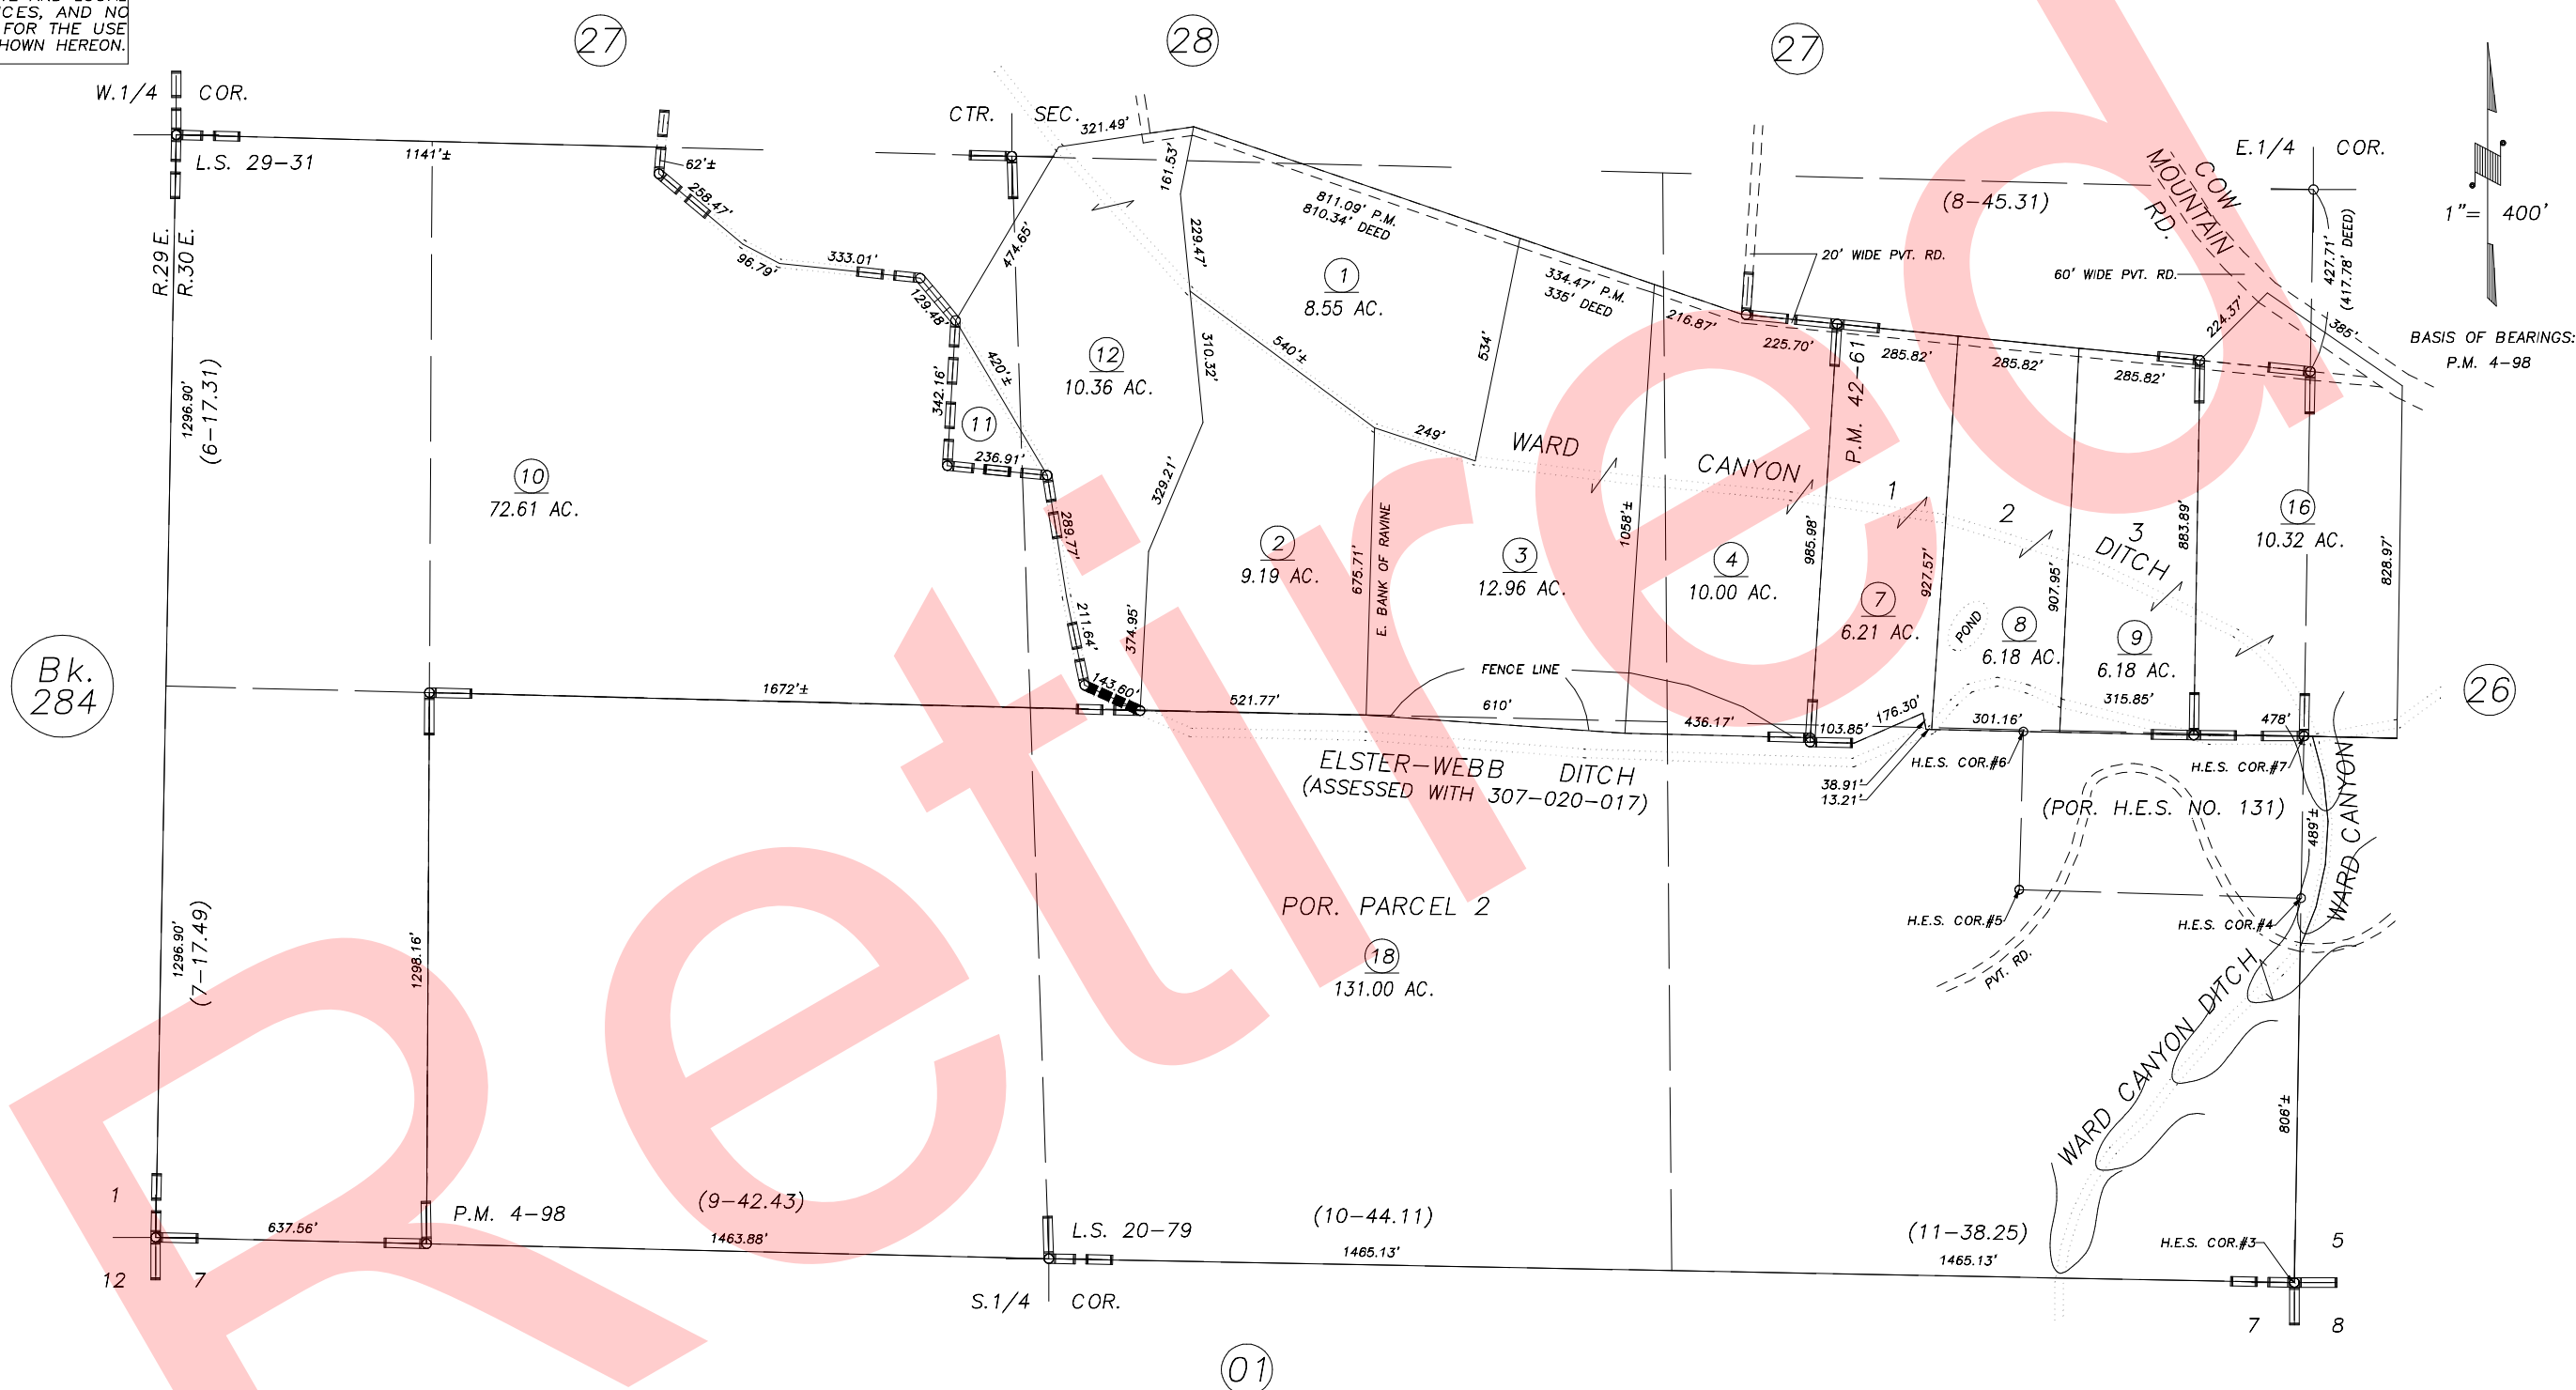 CES, AND NO
FOR THE USE
HOWN HEREON.
27
28
27
W.1/4 COR.
L.S. 29-31
1141'±
62'±
258.47'
96.79'
333.01'
129.48'
CTR. SEC.
321.49'
161.53'
474.65'
229.47'
811.09' P.M.
810.34' DEED
1
8.55 AC.
540'±
534'
334.47' P.M.
335' DEED
216.87'
20' WIDE PVT. RD.
(8-45.31)
COW
MOUNTAIN
RD.
60' WIDE PVT. RD.
E.1/4 COR.
427.71'
(417.78' DEED)
224.37'
385'
1"= 400'
BASIS OF BEARINGS:
P.M. 4-98
R.29 E.
R.30 E.
1296.90'
(6-17.31)
10
72.61 AC.
342.16'
11
236.91'
420'±
12
10.36 AC.
310.32'
329.21'
374.95'
289.77'
211.64'
143.60'
2
9.19 AC.
249'
675.71'
E. BANK OF RAVINE
3
12.96 AC.
1058'±
WARD
CANYON
DITCH
4
10.00 AC.
225.70'
P.M. 42-61
285.82'
285.82'
285.82'
985.98'
1
7
6.21 AC.
927.57'
2
POND
8
6.18 AC.
907.95'
3
9
6.18 AC.
883.89'
16
10.32 AC.
828.97'
Bk.
284
26
1672'±
521.77'
FENCE LINE
610'
436.17'
103.85'
176.30'
301.16'
315.85'
478'
38.91'
13.21'
H.E.S. COR.#6
H.E.S. COR.#7
ELSTER-WEBB DITCH
(ASSESSED WITH 307-020-017)
(POR. H.E.S. NO. 131)
489'±
WARD CANYON
1296.90'
(7-17.49)
1298.16'
POR. PARCEL 2
18
131.00 AC.
H.E.S. COR.#5
H.E.S. COR.#4
PVT. RD.
WARD CANYON DITCH
806'±
1
12
7
637.56'
P.M. 4-98
(9-42.43)
1463.88'
L.S. 20-79
S.1/4 COR.
(10-44.11)
1465.13'
(11-38.25)
1465.13'
H.E.S. COR.#3
5
7
8
01
Retired